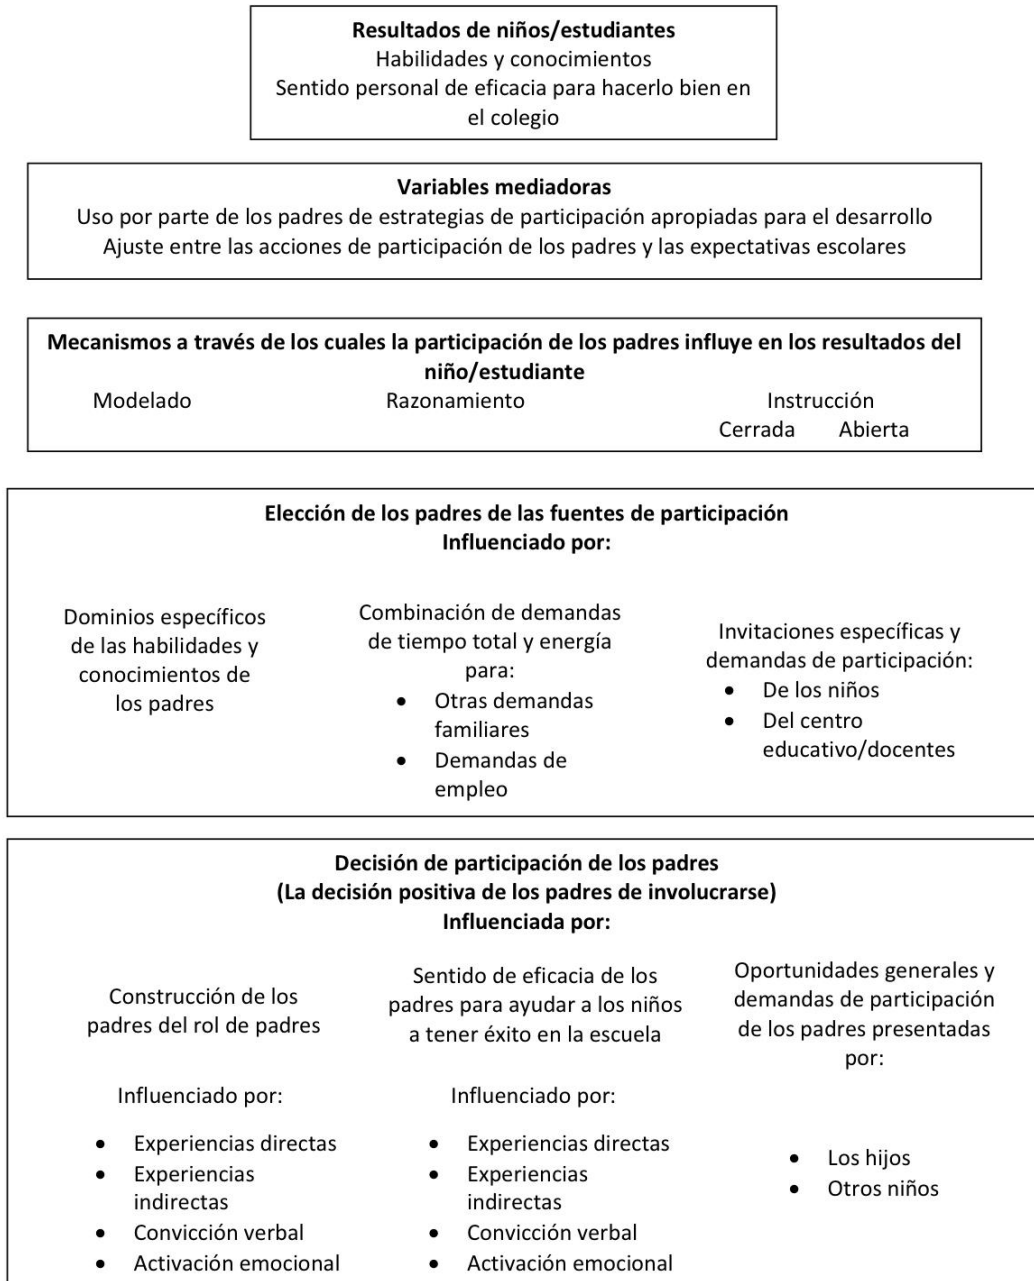 Resultados de niños/estudiantes
Habilidades y conocimientos
Sentido personal de eficacia para hacerlo bien en
el colegio
Variables mediadoras
Uso por parte de los padres de estrategias de participación apropiadas para el desarrollo
Ajuste entre las acciones de participación de los padres y las expectativas escolares
Mecanismos a través de los cuales la participación de los padres influye en los resultados del
niño/estudiante
Modelado Razonamiento Instrucción
Cerrada Abierta
Elección de los padres de las fuentes de participación
Influenciado por:
Dominios específicos
de las habilidades y
conocimientos de
los padres
Combinación de demandas
de tiempo total y energía
para:
• Otras demandas
familiares
• Demandas de
empleo
Invitaciones específicas y
demandas de participación:
• De los niños
• Del centro
educativo/docentes
Decisión de participación de los padres
(La decisión positiva de los padres de involucrarse)
Influenciada por:
Construcción de los
padres del rol de padres
Influenciado por:
• Experiencias directas
• Experiencias
indirectas
• Convicción verbal
• Activación emocional
Sentido de eficacia de los
padres para ayudar a los niños
a tener éxito en la escuela
Influenciado por:
• Experiencias directas
• Experiencias
indirectas
• Convicción verbal
• Activación emocional
Oportunidades generales y
demandas de participación
de los padres presentadas
por:
• Los hijos
• Otros niños